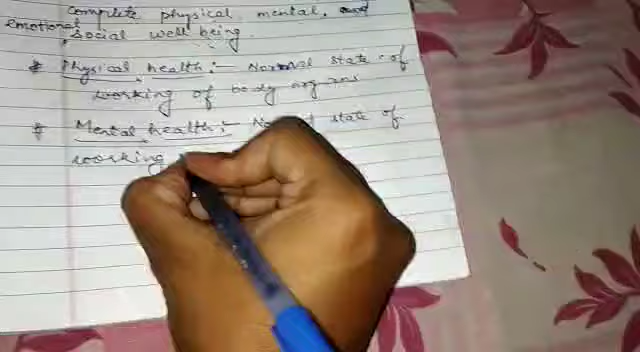 complete physical, mental, and
emotional social well being.
* Physical health :- Normal state of
working of body organs
* Mental health :- state of
working